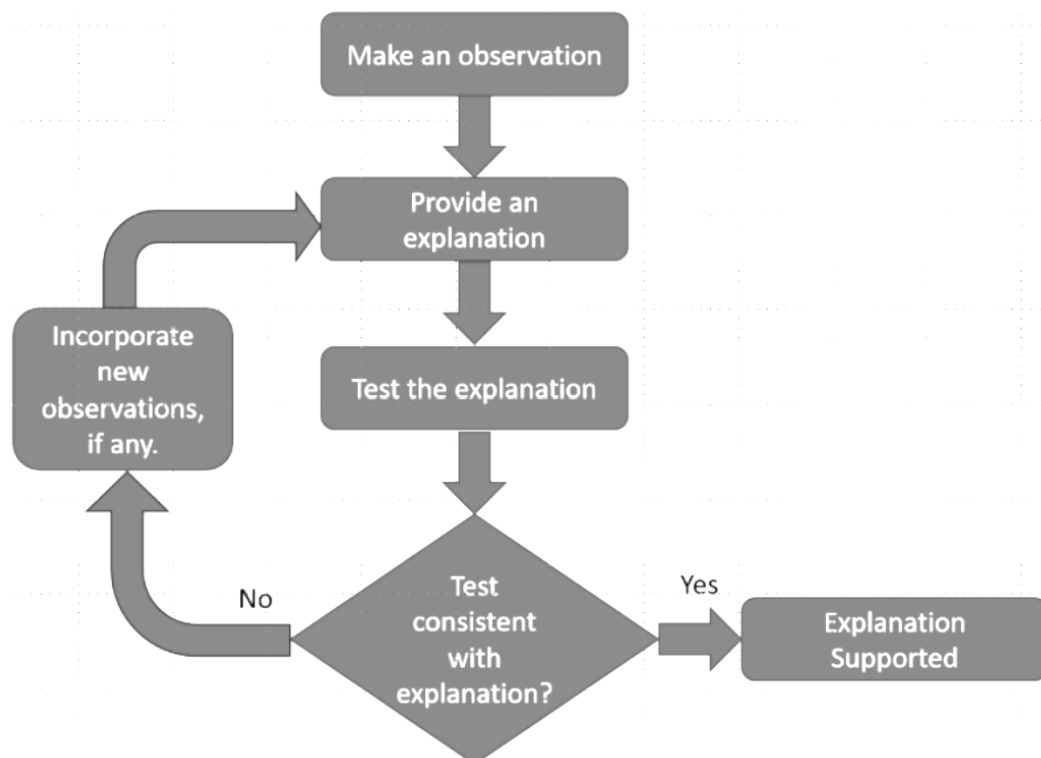 Make an observation
Provide an
explanation
Incorporate
new
observations,
if any.
Test the explanation
Test
consistent
with
explanation?
No
Yes
Explanation
Supported